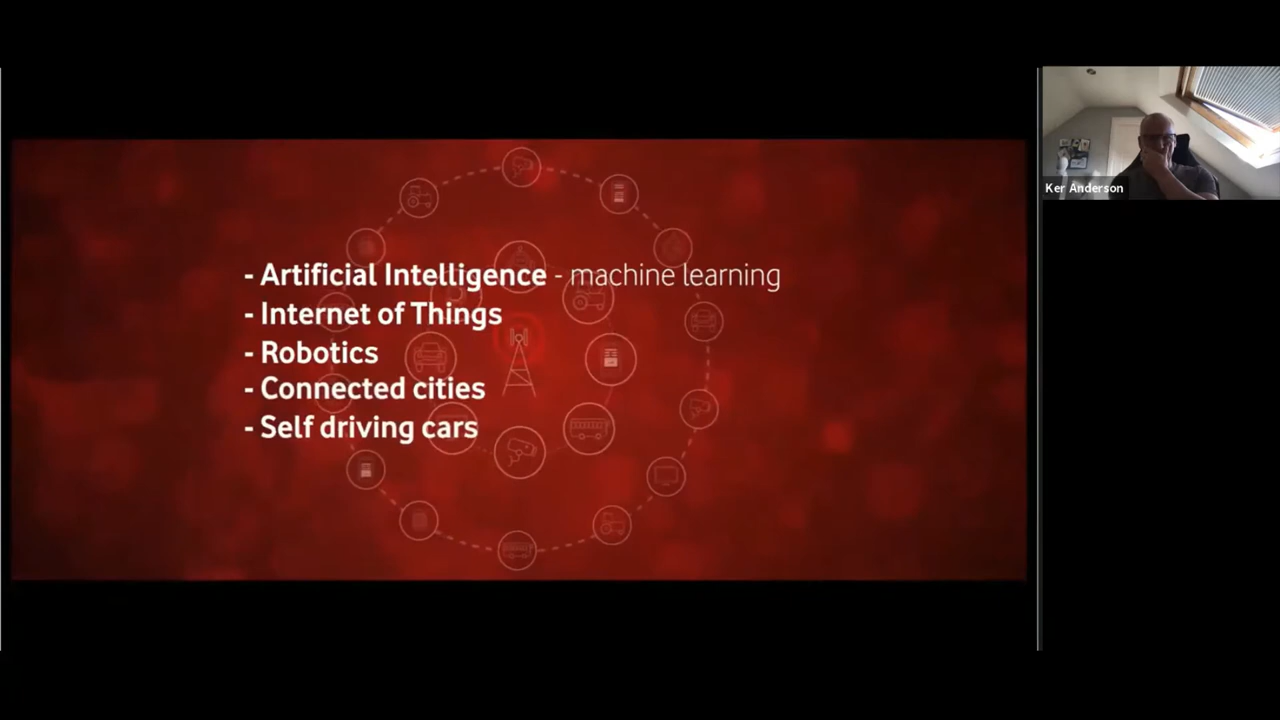 - Artificial Intelligence - machine learning
- Internet of Things
- Robotics
- Connected cities
- Self driving cars
Ker Anderson